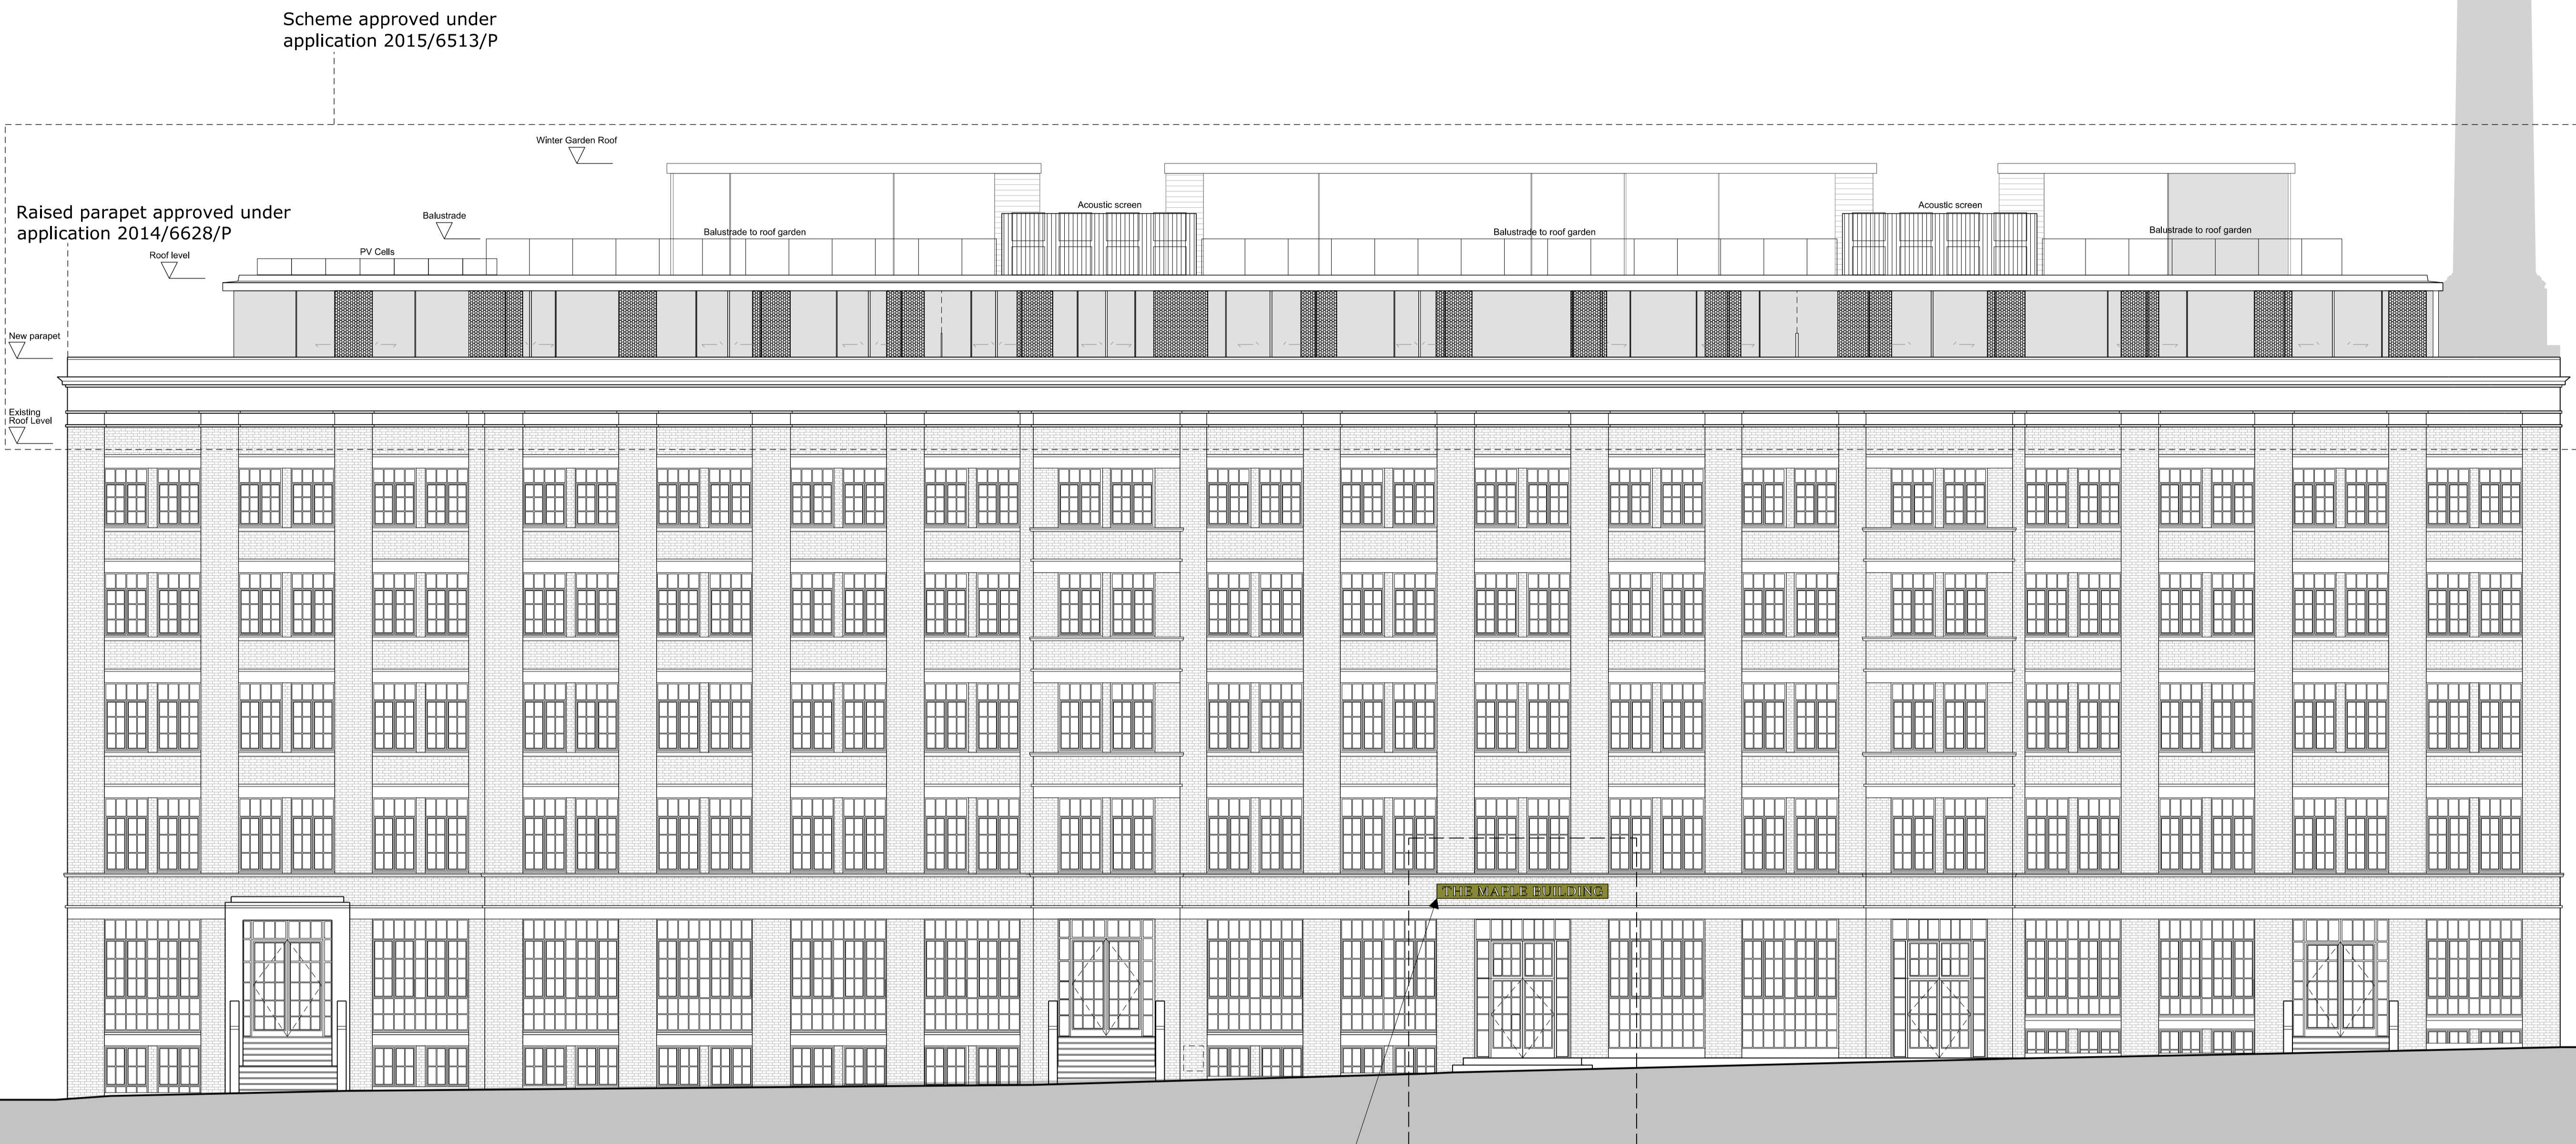 Scheme approved under
application 2015/6513/P
Winter Garden Roof
Raised parapet approved under
application 2014/6628/P
Balustrade
Acoustic screen
Acoustic screen
Balustrade to roof garden
Balustrade to roof garden
Balustrade to roof garden
Roof level
PV Cells
New parapet
Existing
Roof Level
THE MAPLE BUILDING